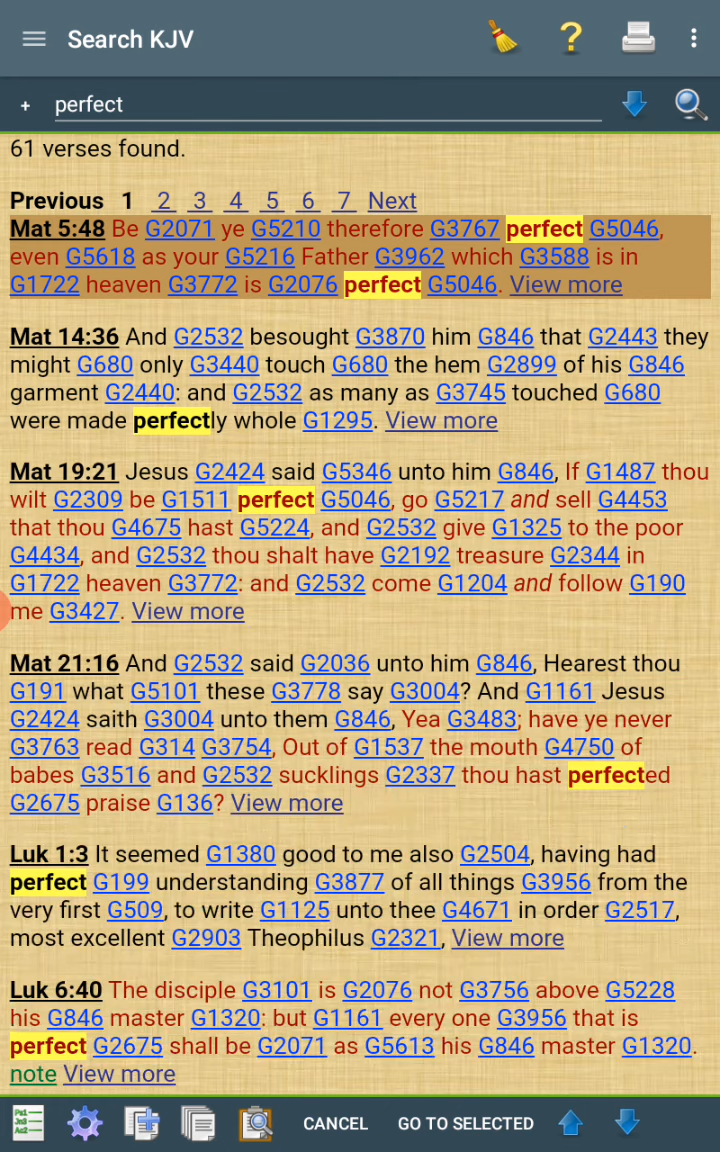 Search KJV
?
+ perfect
61 verses found.
Previous 1 2 3 4 5 6 7 Next
Mat 5:48 Be G2071 ye G5210 therefore G3767 perfect G5046,
even G5618 as your G5216 Father G3962 which G3588 is in
G1722 heaven G3772 is G2076 perfect G5046. View more
Mat 14:36 And G2532 besought G3870 him G846 that G2443 they
might G680 only G3440 touch G680 the hem G2899 of his G846
garment G2440: and G2532 as many as G3745 touched G680
were made perfectly whole G1295. View more
Mat 19:21 Jesus G2424 said G5346 unto him G846, If G1487 thou
wilt G2309 be G1511 perfect G5046, go G5217 and sell G4453
that thou G4675 hast G5224, and G2532 give G1325 to the poor
G4434, and G2532 thou shalt have G2192 treasure G2344 in
G1722 heaven G3772: and G2532 come G1204 and follow G190
me G3427. View more
Mat 21:16 And G2532 said G2036 unto him G846, Hearest thou
G191 what G5101 these G3778 say G3004? And G1161 Jesus
G2424 saith G3004 unto them G846, Yea G3483; have ye never
G3763 read G314 G3754, Out of G1537 the mouth G4750 of
babes G3516 and G2532 sucklings G2337 thou hast perfected
G2675 praise G136? View more
Luk 1:3 It seemed G1380 good to me also G2504, having had
perfect G199 understanding G3877 of all things G3956 from the
very first G509, to write G1125 unto thee G4671 in order G2517,
most excellent G2903 Theophilus G2321, View more
Luk 6:40 The disciple G3101 is G2076 not G3756 above G5228
his G846 master G1320: but G1161 every one G3956 that is
perfect G2675 shall be G2071 as G5613 his G846 master G1320.
note View more
Ps1
Jn3
Ac2
CANCEL GO TO SELECTED